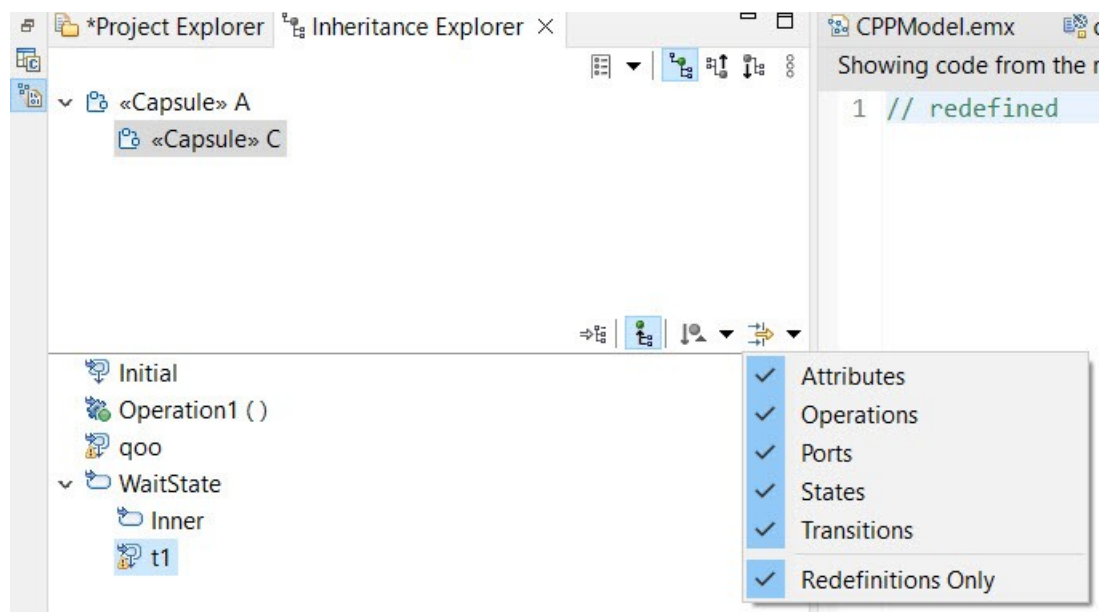 *Project Explorer
Inheritance Explorer
CPPModel.emx
Showing code from the r
«Capsule» A
«Capsule» C
1 // redefined
Initial
Operation1 ( )
qoo
WaitState
Inner
t1
Attributes
Operations
Ports
States
Transitions
Redefinitions Only